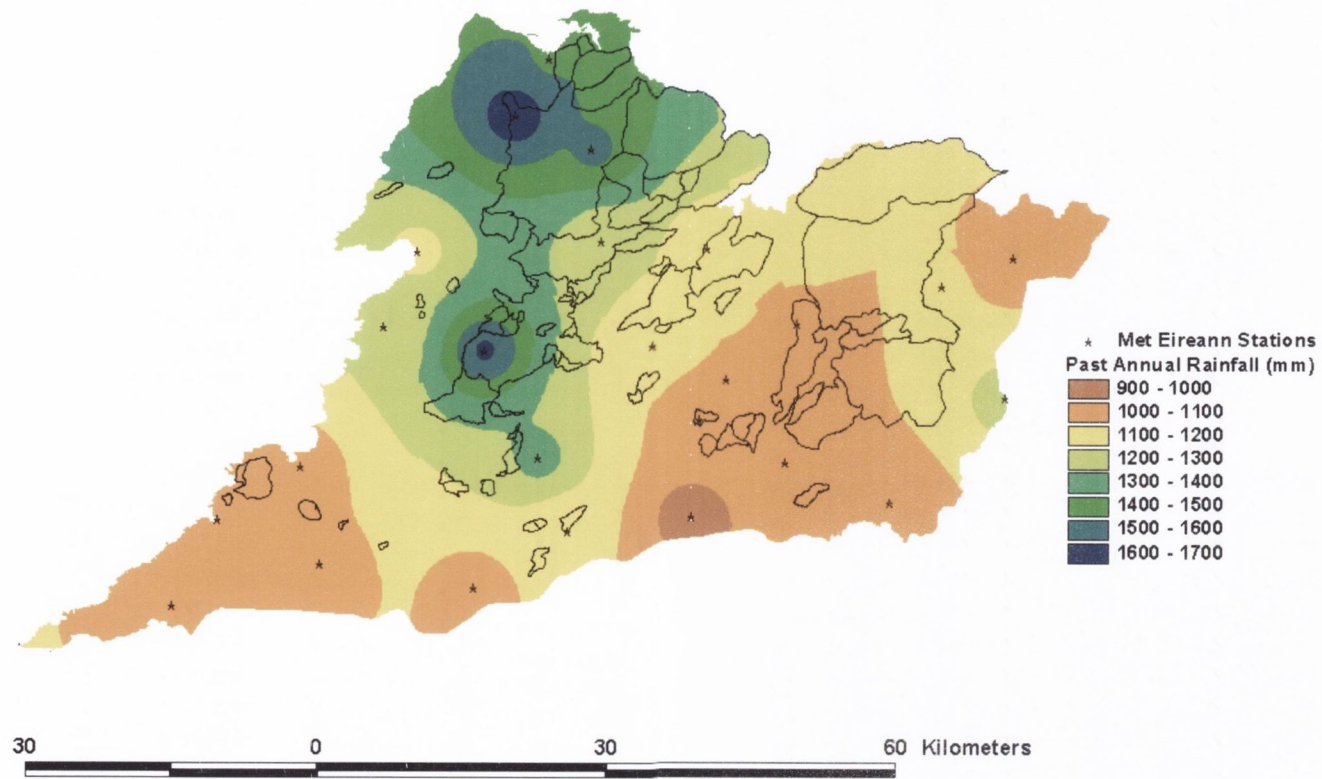 Met Eireann Stations
Past Annual Rainfall (mm)
900 - 1000
1000 - 1100
1100 - 1200
1200 - 1300
1300 - 1400
1400 - 1500
1500 - 1600
1600 - 1700
30 0 30 60 Kilometers